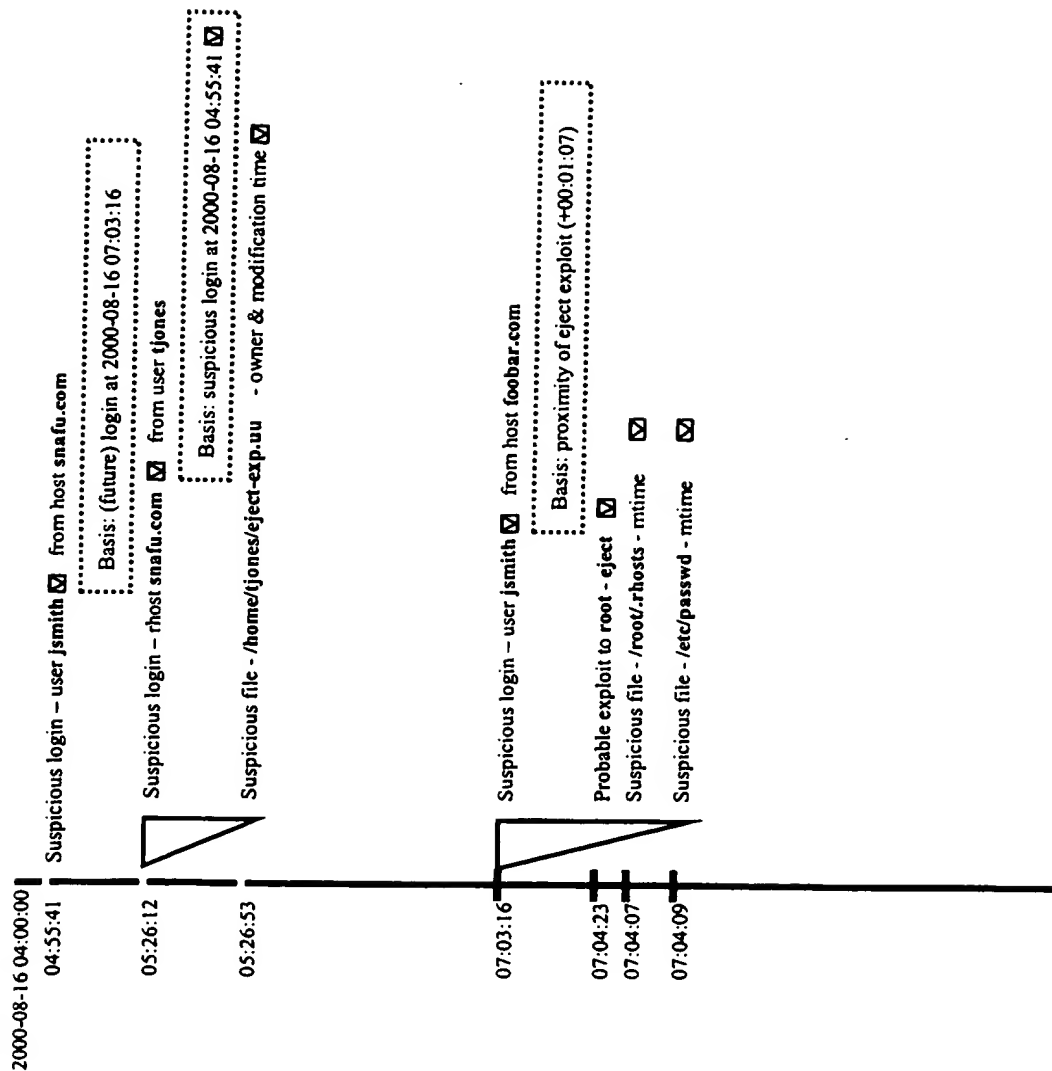 2000-08-16 04:00:00
04:55:41
Suspicious login – user jsmith ☑ from host snafu.com
Basis: (future) login at 2000-08-16 07:03:16
05:26:12
Suspicious login – rhost snafu.com ☑ from user tjones
Basis: suspicious login at 2000-08-16 04:55:41 ☑
05:26:53
Suspicious file - /home/tjones/eject-exp.uu - owner & modification time ☑
07:03:16
Suspicious login – user jsmith ☑ from host foobar.com
Basis: proximity of eject exploit (+00:01:07)
07:04:23
Probable exploit to root - eject ☑
07:04:07
Suspicious file - /root/.rhosts - mtime ☑
07:04:09
Suspicious file - /etc/passwd - mtime ☑